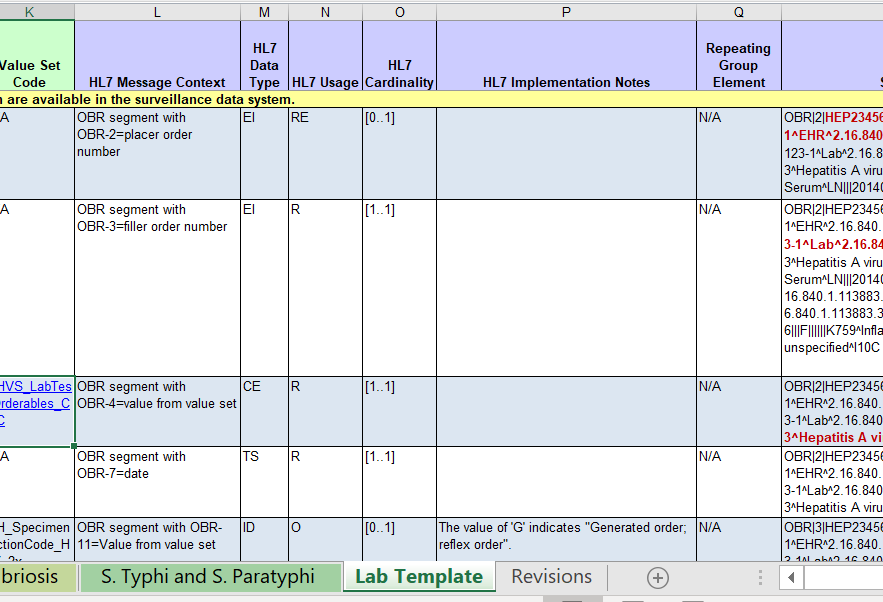 K L M N O P Q
Value Set
Code
HL7 Message Context
HL7
Data
Type
HL7 Usage
HL7
Cardinality
HL7 Implementation Notes
Repeating
Group
Element
are available in the surveillance data system.
A
OBR segment with
OBR-2=placer order
number
EI
RE
[0..1]
N/A
OBR|2|HEP23456
1^EHR^2.16.840
123-1^Lab^2.16.8
3^Hepatitis A viru
Serum^LN|||20140
A
OBR segment with
OBR-3=filler order number
EI
R
[1..1]
N/A
OBR|2|HEP23456
1^EHR^2.16.840.
3-1^Lab^2.16.84
3^Hepatitis A viru
Serum^LN|||20140
16.840.1.113883.
6.840.1.113883.3
6|||F||||||K759^Infla
unspecified^I10C
HVS_LabTes
rderables_C
C
OBR segment with
OBR-4=value from value set
CE
R
[1..1]
N/A
OBR|2|HEP23456
1^EHR^2.16.840.
3-1^Lab^2.16.840
3^Hepatitis A vi
A
OBR segment with
OBR-7=date
TS
R
[1..1]
N/A
OBR|2|HEP23456
1^EHR^2.16.840.
3-1^Lab^2.16.840
3^Hepatitis A viru
H_Specimen
ctionCode_H
OBR segment with OBR-
11=Value from value set
ID
O
[0..1]
The value of 'G' indicates "Generated order;
reflex order".
N/A
OBR|3|HEP23456
1^EHR^2.16.840.
briosis
S. Typhi and S. Paratyphi
Lab Template
Revisions